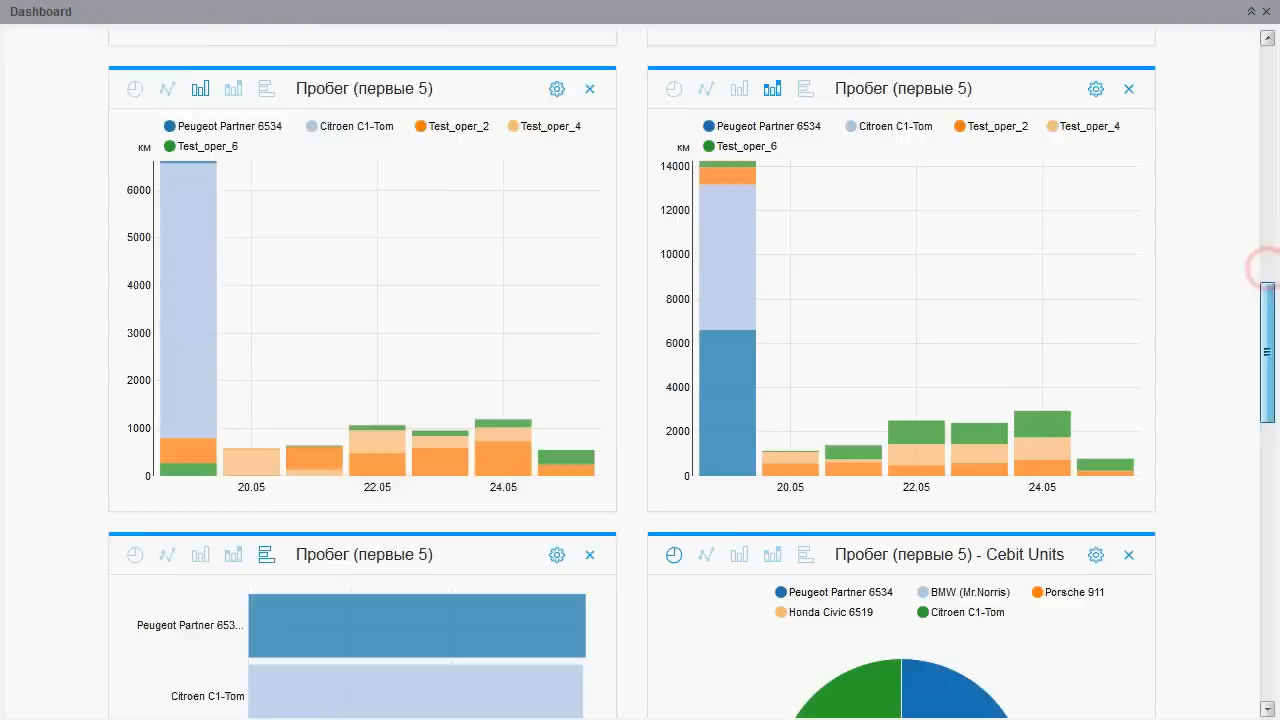 Dashboard
Пробег (первые 5)
Peugeot Partner 6534 Citroen C1-Tom Test_oper_2 Test_oper_4
км Test_oper_6
6000
5000
4000
3000
2000
1000
0
20.05 22.05 24.05
Пробег (первые 5)
Peugeot Partner 6534 Citroen C1-Tom Test_oper_2 Test_oper_4
км Test_oper_6
14000
12000
10000
8000
6000
4000
2000
0
20.05 22.05 24.05
Пробег (первые 5)
Peugeot Partner 653...
Citroen C1-Tom
Пробег (первые 5) - Cebit Units
Peugeot Partner 6534 BMW (Mr.Norris) Porsche 911
Honda Civic 6519 Citroen C1-Tom